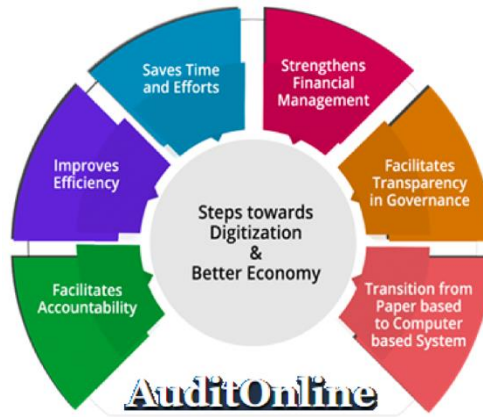 Saves Time
and Efforts
Strengthens
Financial
Management
Improves
Efficiency
Facilitates
Transparency
in Governance
Steps towards
Digitization
&
Better Economy
Facilitates
Accountability
Transition from
Paper based
to Computer
based System
AuditOnline